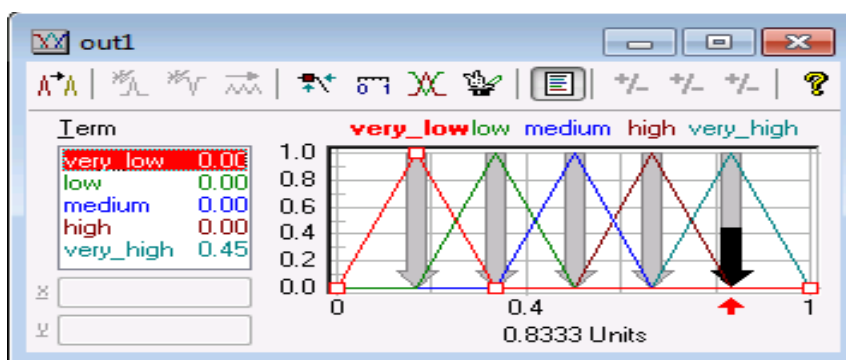 out1
Term
very_low 0.00
low 0.00
medium 0.00
high 0.00
very_high 0.45
x
y
very_low low medium high very_high
1.0
0.8
0.6
0.4
0.2
0.0
0 0.4 1
0.8333 Units